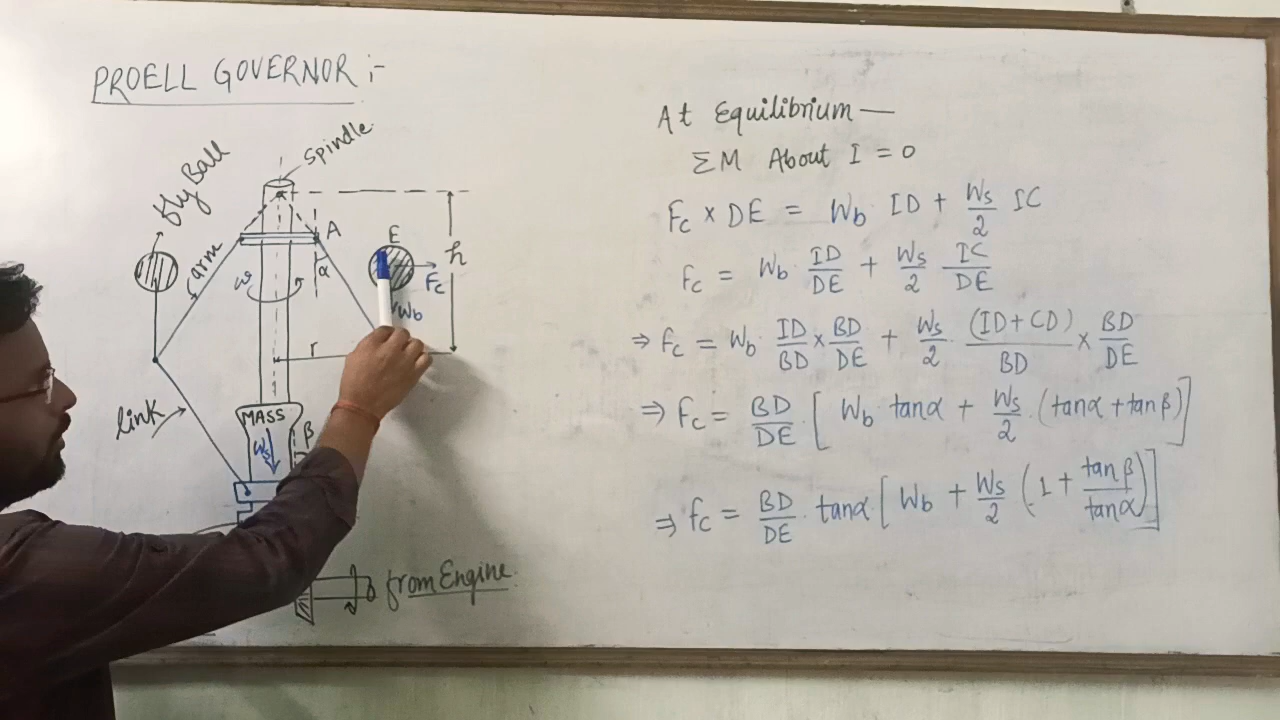 PROELL GOVERNOR :-
Spindle
fly Ball
arm
A
E
h
α
ω
Fc
Wb
r
link
MASS
Ws
β
from Engine.
At Equilibrium —
ΣM About I = 0
Fc × DE = Wb ID + Ws/2 IC
Fc = Wb ID/DE + Ws/2 IC/DE
⇒ Fc = Wb ID/BD × BD/DE + Ws/2 (ID+CD)/BD × BD/DE
⇒ Fc = BD/DE · [ Wb tanα + Ws/2 · (tanα + tanβ) ]
⇒ fc = BD/DE · tanα [ Wb + Ws/2 (1 + tanβ/tanα) ]